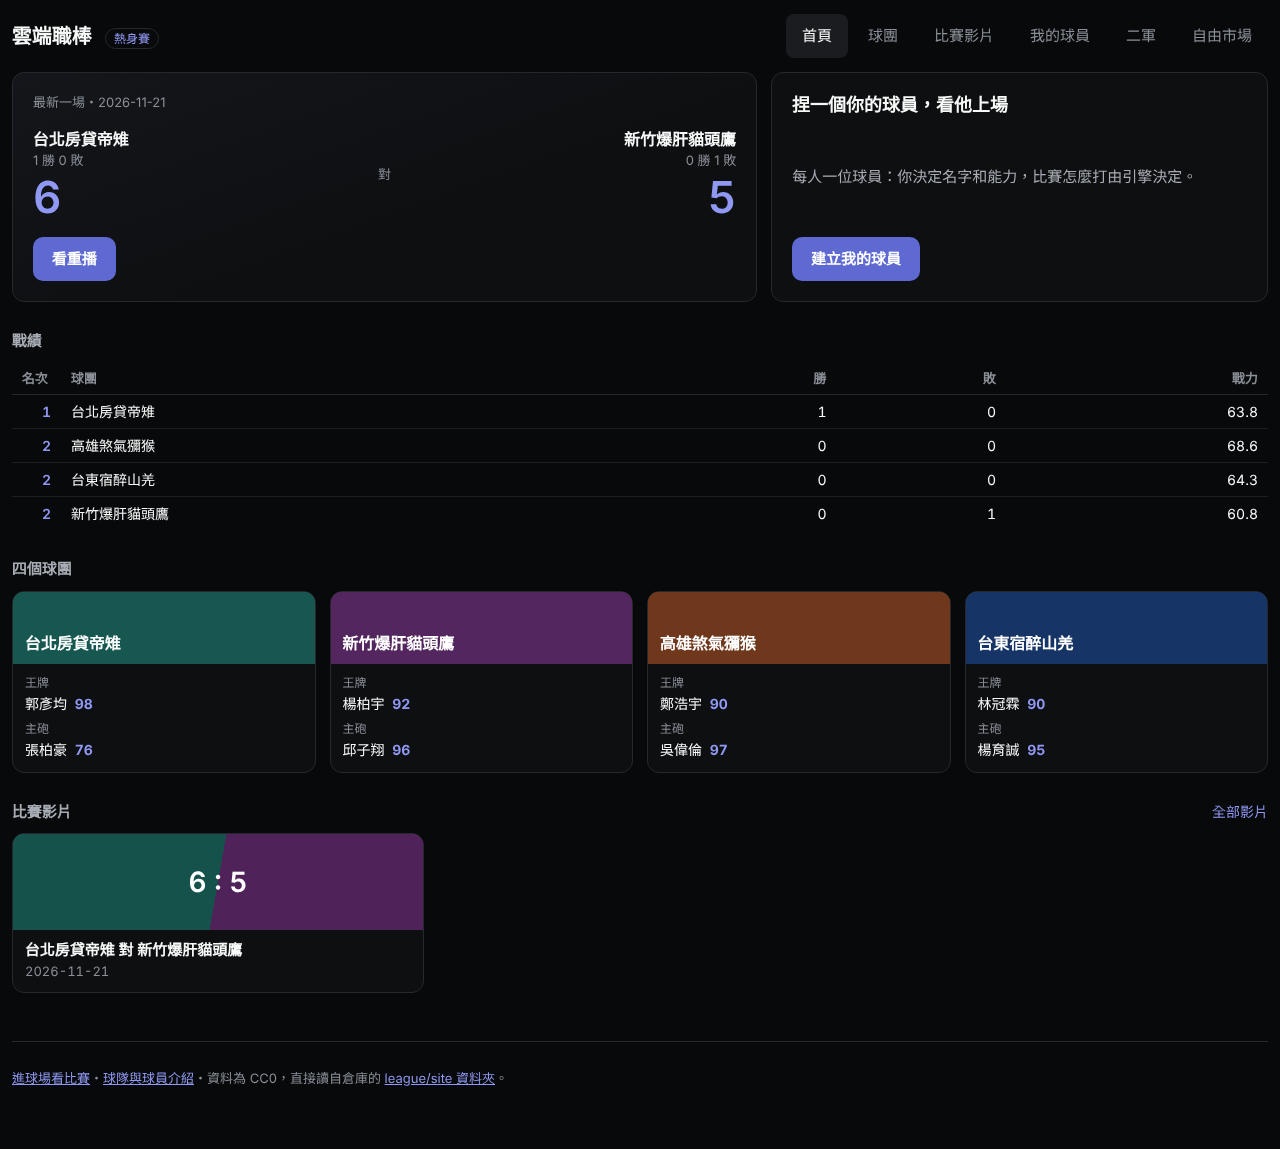 雲端職棒 熱身賽 首頁 球團 比賽影片 我的球員 二軍 自由市場
最新一場・2026-11-21
台北房貸帝雉
1 勝 0 敗
6
對
新竹爆肝貓頭鷹
0 勝 1 敗
5
看重播
捏一個你的球員，看他上場
每人一位球員：你決定名字和能力，比賽怎麼打由引擎決定。
建立我的球員
戰績
名次 球團 勝 敗 戰力
1 台北房貸帝雉 1 0 63.8
2 高雄煞氣獼猴 0 0 68.6
2 台東宿醉山羌 0 0 64.3
2 新竹爆肝貓頭鷹 0 1 60.8
四個球團
台北房貸帝雉
王牌
郭彥均 98
主砲
張柏豪 76
新竹爆肝貓頭鷹
王牌
楊柏宇 92
主砲
邱子翔 96
高雄煞氣獼猴
王牌
鄭浩宇 90
主砲
吳偉倫 97
台東宿醉山羌
王牌
林冠霖 90
主砲
楊育誠 95
比賽影片 全部影片
6 : 5
台北房貸帝雉 對 新竹爆肝貓頭鷹
2026-11-21
進球場看比賽・球隊與球員介紹・資料為 CC0，直接讀自倉庫的 league/site 資料夾。